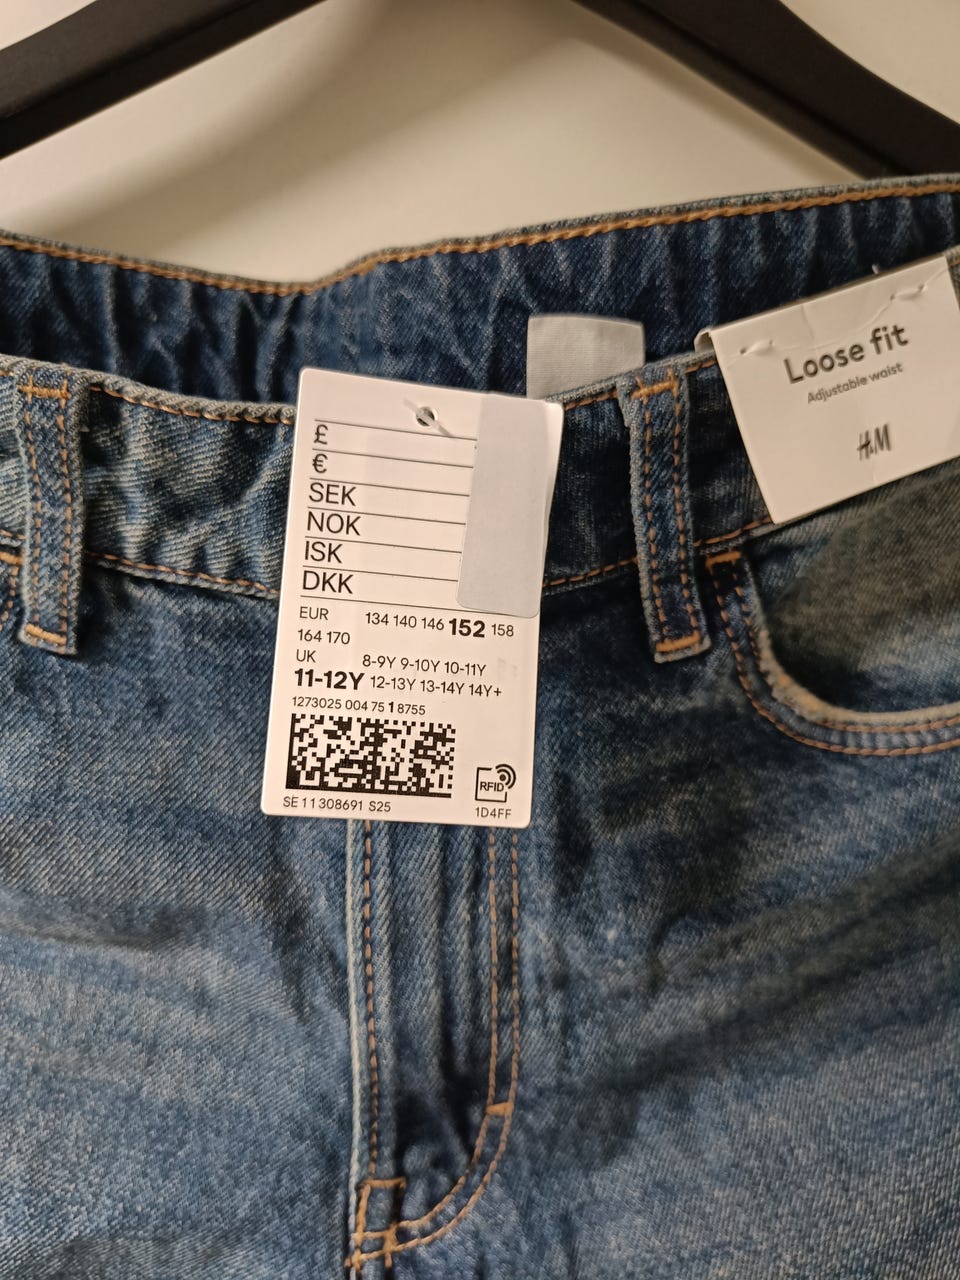 £
€
SEK
NOK
ISK
DKK
EUR 134 140 146 152 158
164 170
UK 8-9Y 9-10Y 10-11Y
11-12Y 12-13Y 13-14Y 14Y+
1273025 004 75 1 8755
RFID
SE 11308691 S25
1D4FF
Loose fit
Adjustable waist
H&M